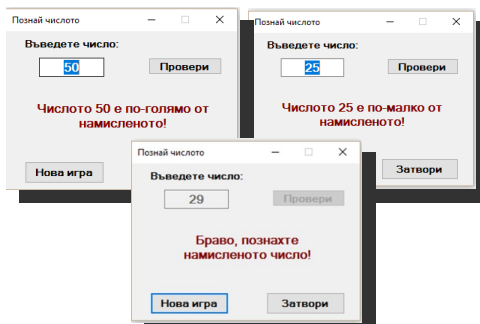 Познай числото
Въведете число:
50
Провери
Числото 50 е по-голямо от
намисленото!
Нова игра
Познай числото
Въведете число:
25
Провери
Числото 25 е по-малко от
намисленото!
Затвори
Познай числото
Въведете число:
29
Провери
Браво, познахте
намисленото число!
Нова игра
Затвори